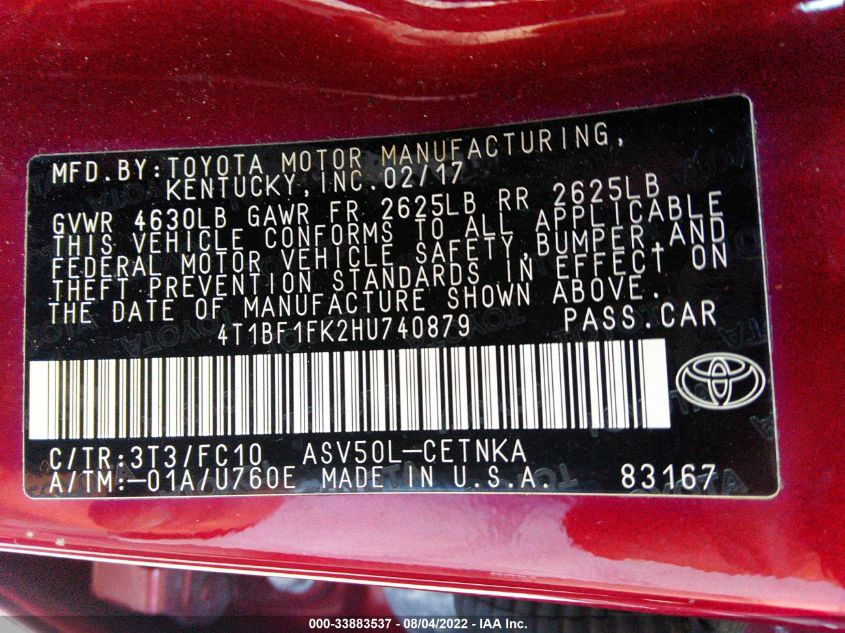 MFD.BY:TOYOTA MOTOR MANUFACTURING,
KENTUCKY, INC. 02/17
GVWR 4630LB GAWR FR 2625LB RR 2625LB
THIS VEHICLE CONFORMS TO ALL APPLICABLE
FEDERAL MOTOR VEHICLE SAFETY, BUMPER, AND
THEFT PREVENTION STANDARDS IN EFFECT ON
THE DATE OF MANUFACTURE SHOWN ABOVE.
4T1BF1FK2HU740879 PASS.CAR
C/TR:3T3/FC10 ASV50L-CETNKA
A/TM:-01A/U760E MADE IN U.S.A. 83167
000-33883537 - 08/04/2022 - IAA Inc.